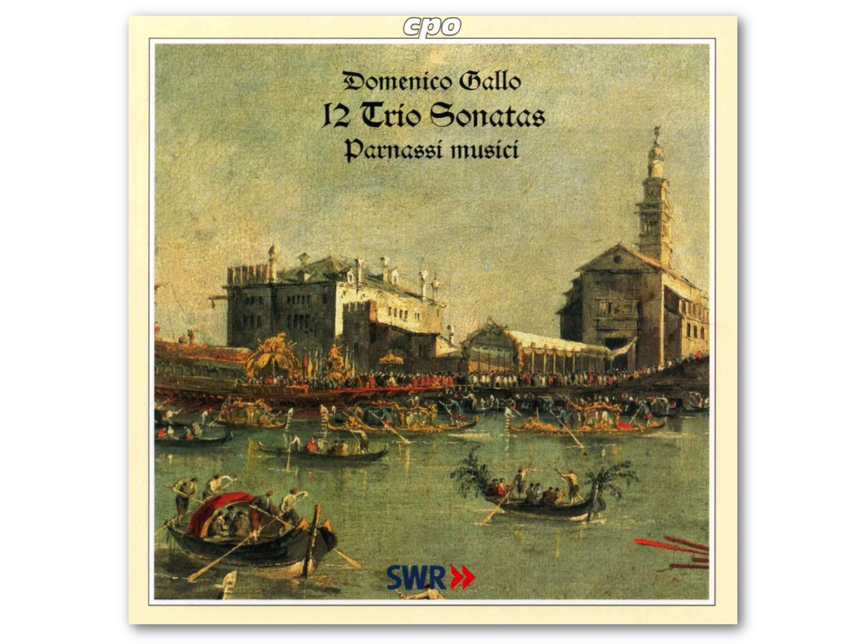 cpo
Domenico Gallo
12 Trio Sonatas
Parnassi musici
SWR